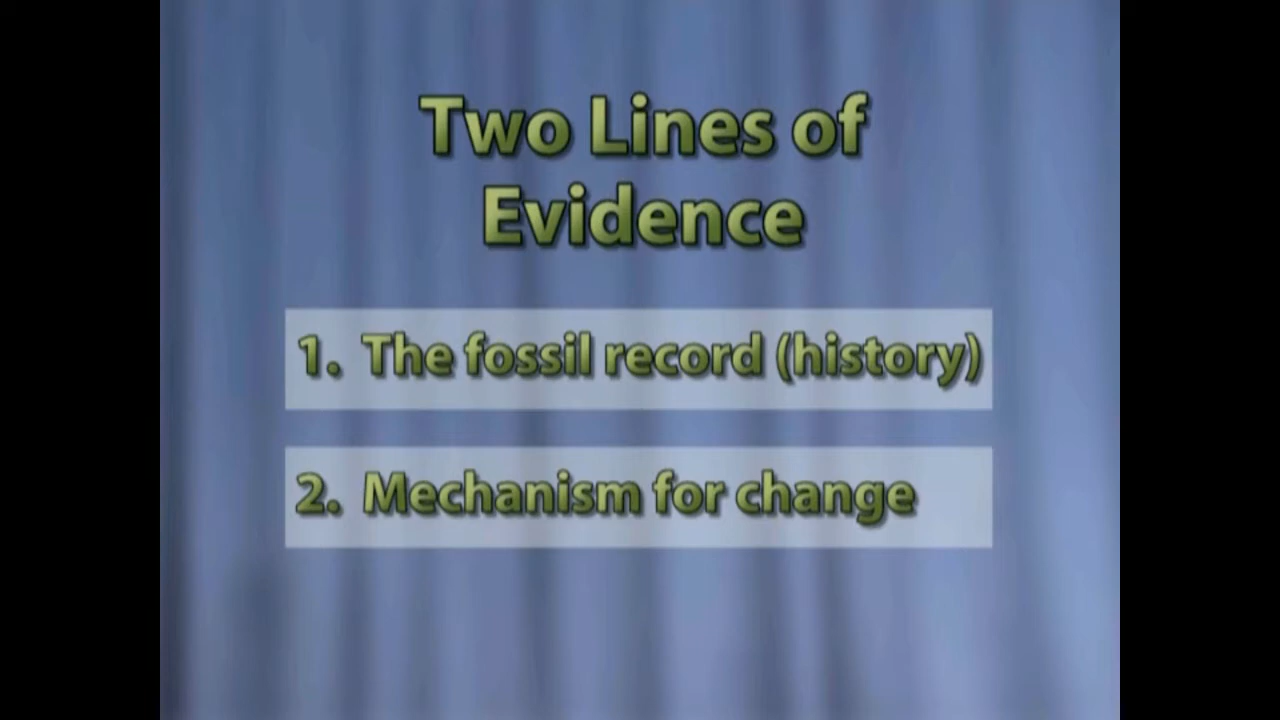 Two Lines of
Evidence
1. The fossil record (history)
2. Mechanism for change